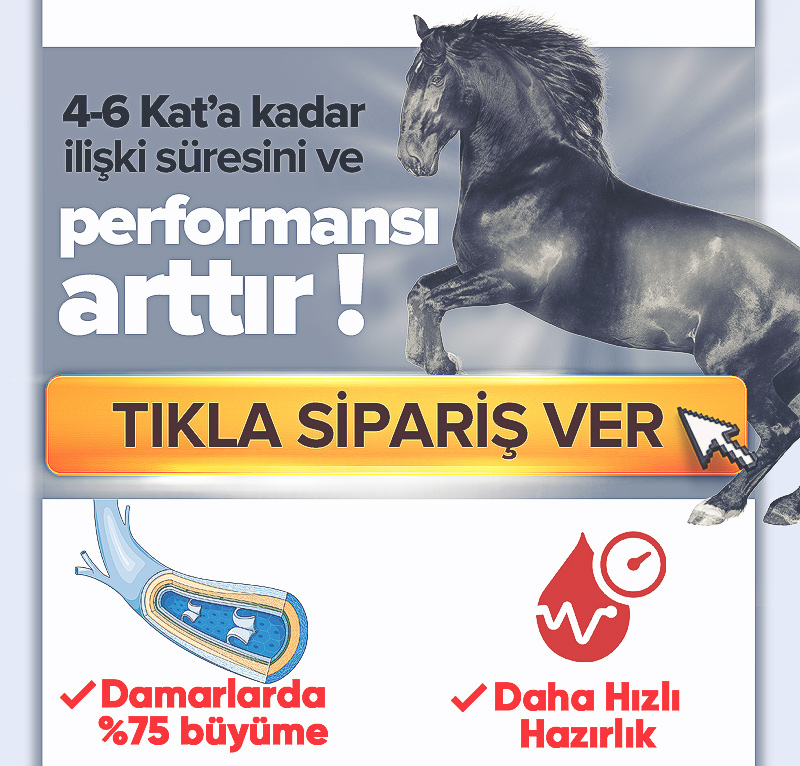 4-6 Kat’a kadar
ilişki süresini ve
performansı
arttır !
TIKLA SİPARİŞ VER
Damarlarda
%75 büyüme
Daha Hızlı
Hazırlık